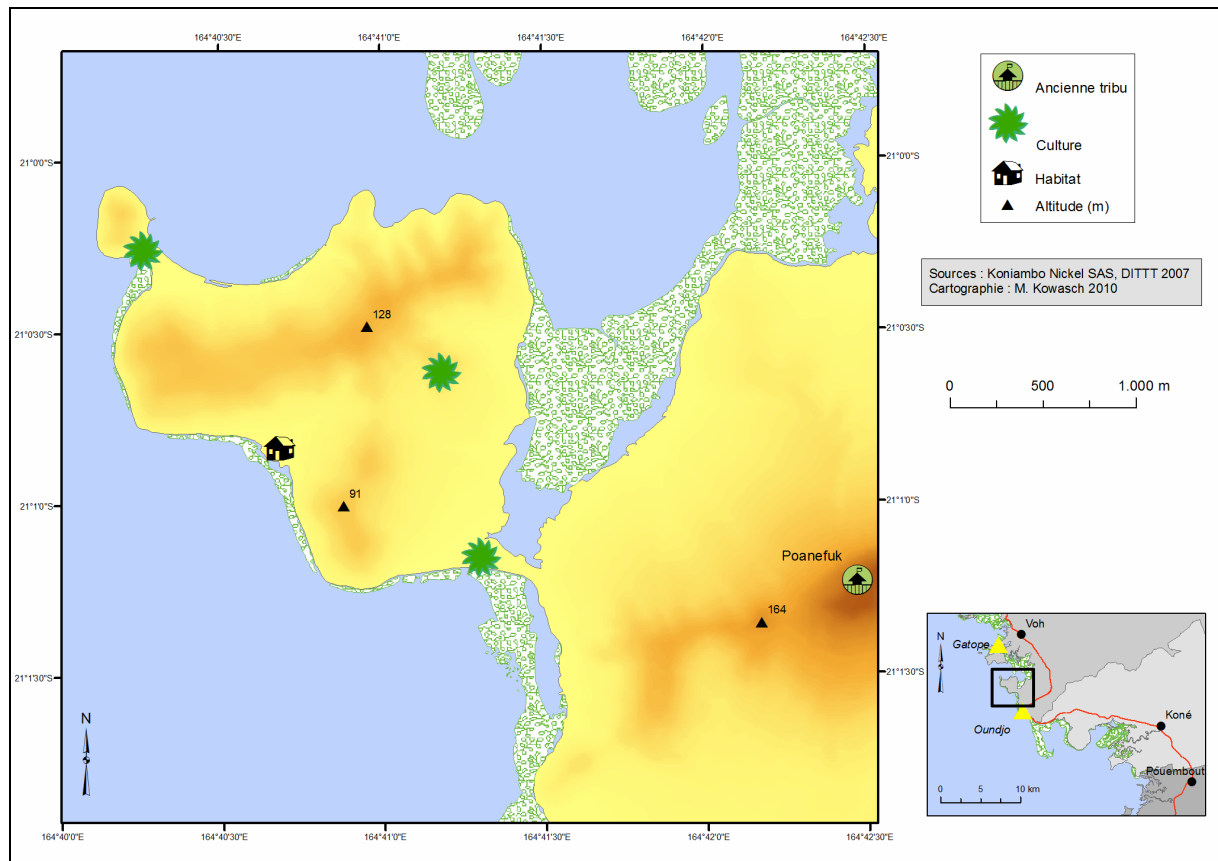 164°40'30"E 164°41'0"E 164°41'30"E 164°42'0"E 164°42'30"E
21°0'0"S 21°0'0"S
21°0'30"S 21°0'30"S
21°1'0"S 21°1'0"S
21°1'30"S 21°1'30"S
128
91
Poanefuk
164
N
164°40'0"E 164°40'30"E 164°41'0"E 164°41'30"E 164°42'0"E 164°42'30"E
Ancienne tribu
Culture
Habitat
Altitude (m)
Sources : Koniambo Nickel SAS, DITTT 2007
Cartographie : M. Kowasch 2010
0 500 1.000 m
Voh
N
Gatope
Koné
Oundjo
Pouembout
0 5 10 km